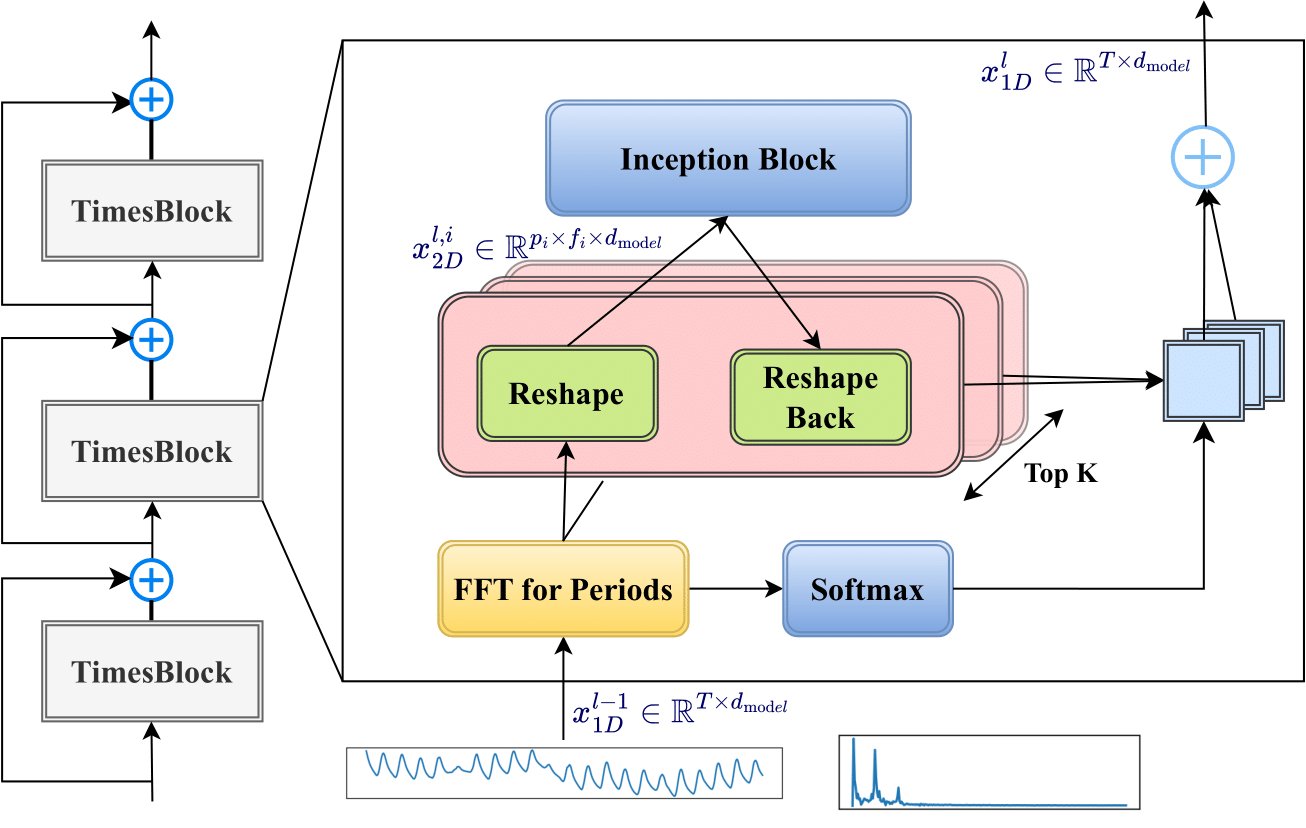 TimesBlock
TimesBlock
TimesBlock
$x_{1D}^{l} \in \mathbb{R}^{T \times d_{\text{model}}}$
Inception Block
$x_{2D}^{l,i} \in \mathbb{R}^{p_i \times f_i \times d_{\text{model}}}$
Reshape
Reshape
Back
Top K
FFT for Periods
Softmax
$x_{1D}^{l-1} \in \mathbb{R}^{T \times d_{\text{model}}}$